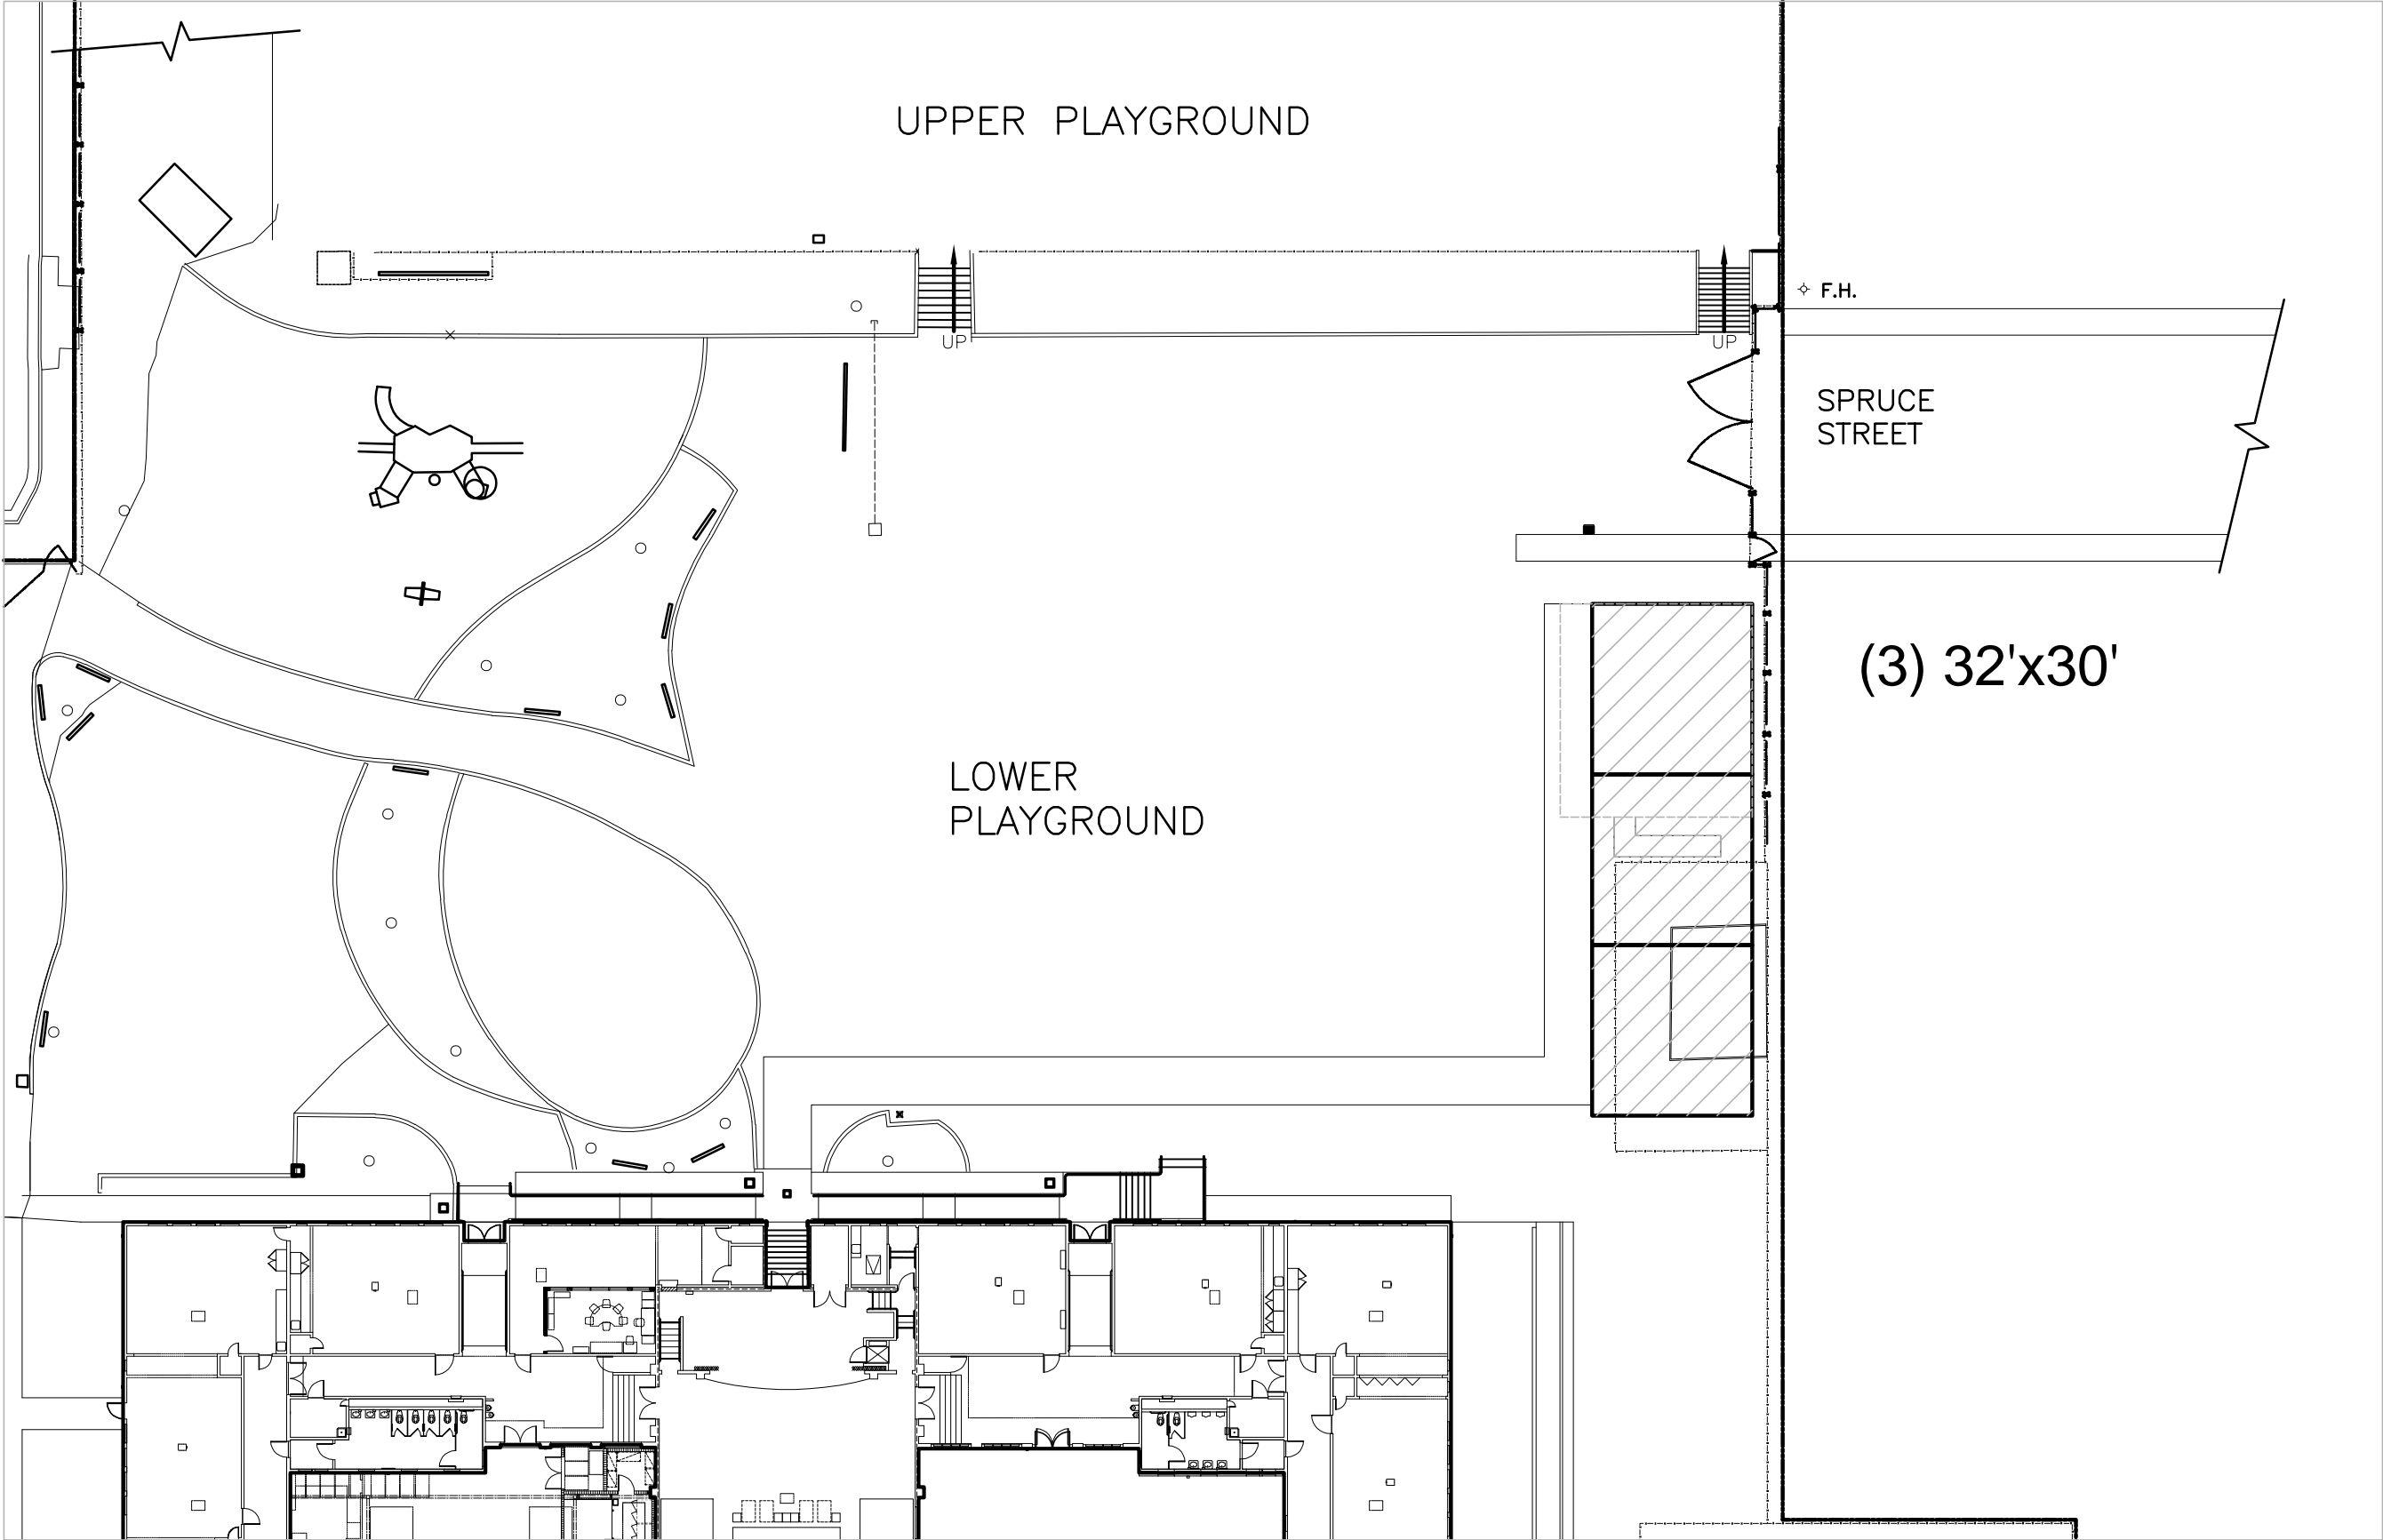 UPPER PLAYGROUND
F.H.
UP
UP
SPRUCE
STREET
(3) 32'x30'
LOWER
PLAYGROUND